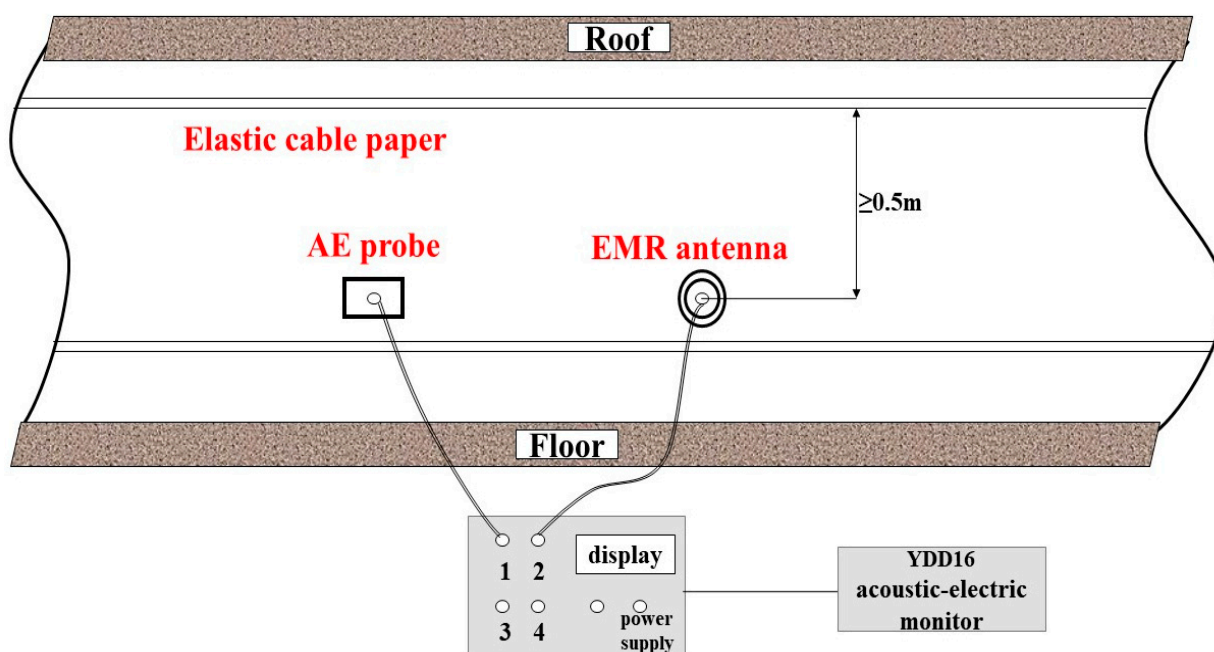 Roof
Elastic cable paper
≥0.5m
AE probe
EMR antenna
Floor
display
1 2
3 4
power
supply
YDD16
acoustic-electric
monitor